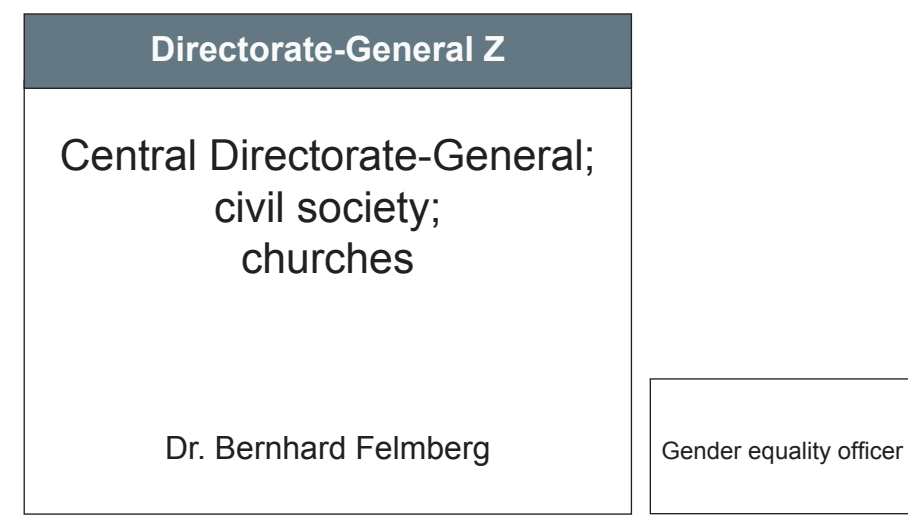 Directorate-General Z
Central Directorate-General;
civil society;
churches
Dr. Bernhard Felmberg
Gender equality officer